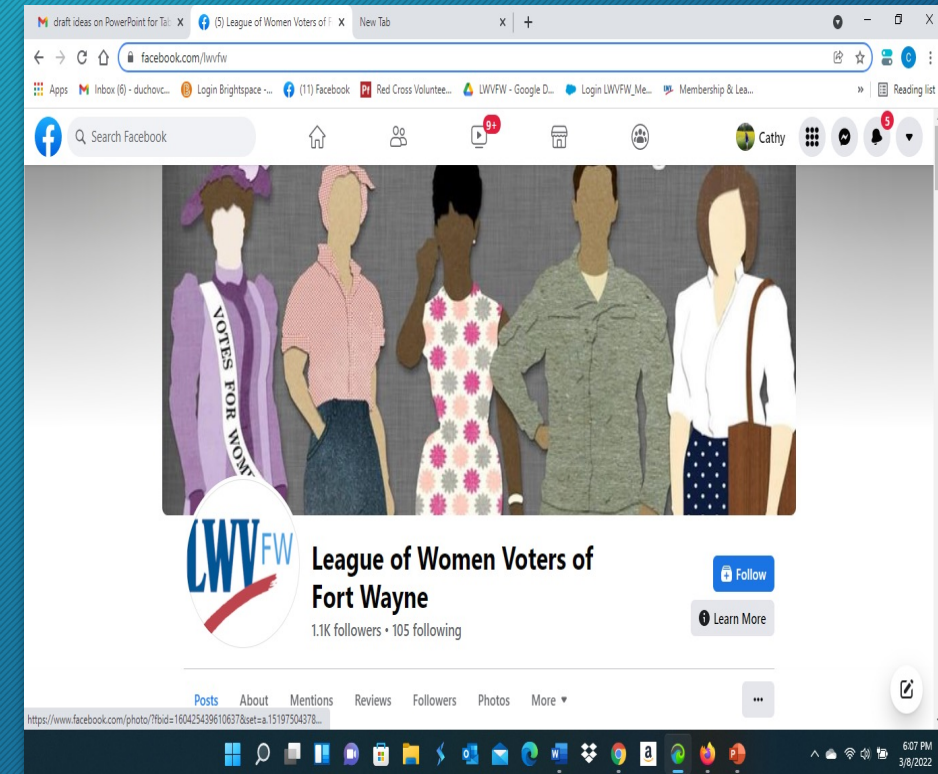 draft ideas on PowerPoint for Tab
(5) League of Women Voters of F
New Tab
facebook.com/lwvfw
Apps
Inbox (6) - duchovc...
Login Brightspace -...
(11) Facebook
Red Cross Voluntee...
LWVFW - Google D...
Login LWVFW_Me...
Membership & Lea...
»
Reading list
C
Search Facebook
9+
Cathy
5
VOTES FOR WOM
LWV FW
League of Women Voters of
Fort Wayne
1.1K followers • 105 following
Follow
Learn More
Posts
About
Mentions
Reviews
Followers
Photos
More
https://www.facebook.com/photo/?fbid=160425439610637&set=a.15197504378...
6:07 PM
3/8/2022